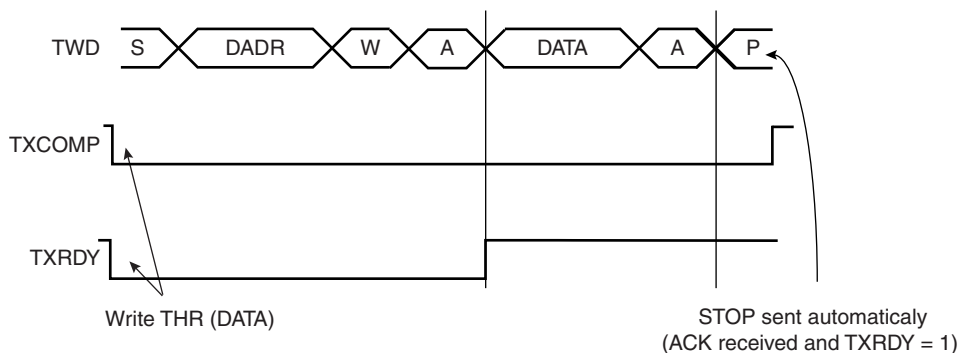 TWD S DADR W A DATA A P
TXCOMP
TXRDY
Write THR (DATA)
STOP sent automaticaly
(ACK received and TXRDY = 1)